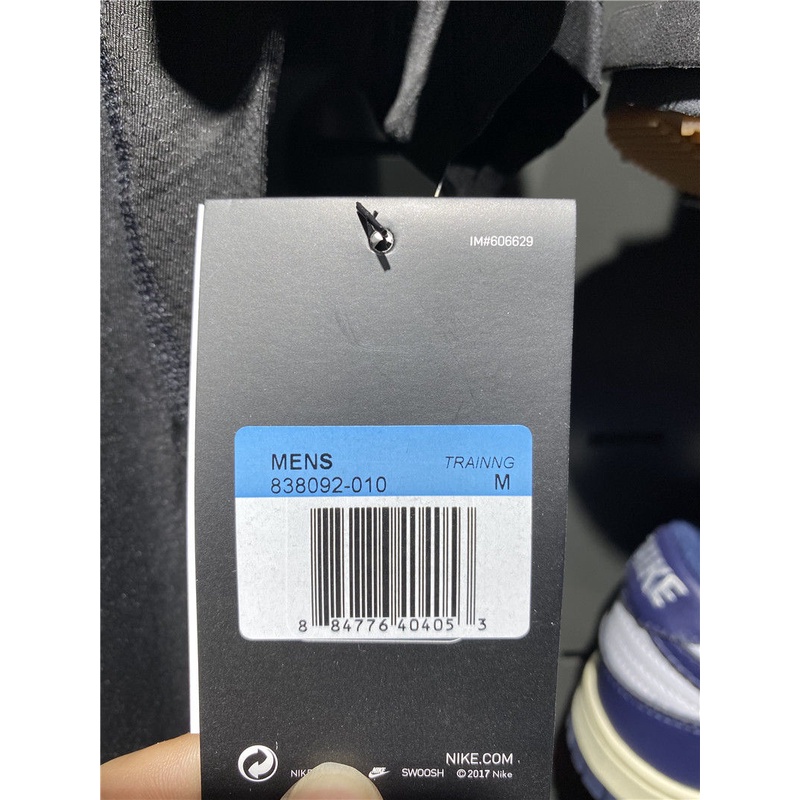 IM#606629
MENS TRAINNG
838092-010 M
8 84776 40405 3
NIKE.COM
NIKE SWOOSH © 2017 Nike